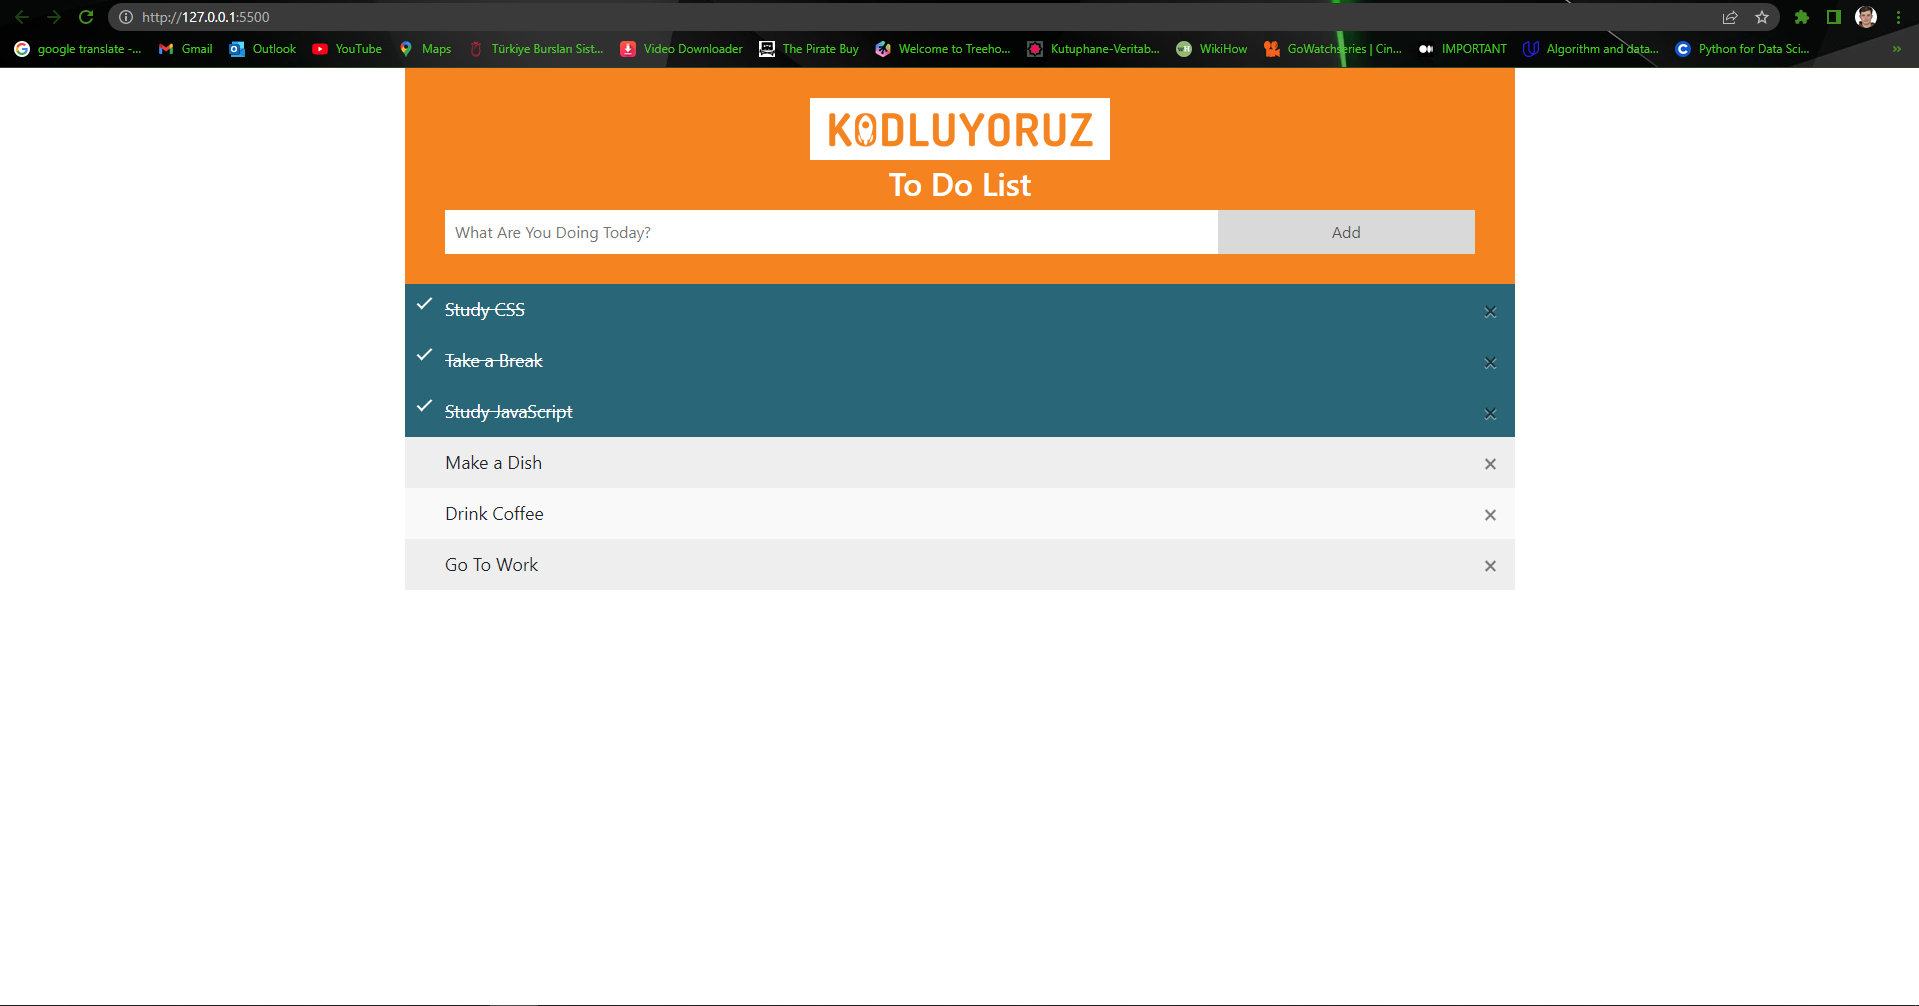 http://127.0.0.1:5500
google translate -... Gmail Outlook YouTube Maps Türkiye Burslan Sist... Video Downloader The Pirate Buy Welcome to Treeho... Kutuphane-Veritab... WikiHow GoWatchseries | Cin... IMPORTANT Algorithm and data... Python for Data Sci... »
KODLUYORUZ
To Do List
What Are You Doing Today? Add
Study CSS
Take a Break
Study JavaScript
Make a Dish
Drink Coffee
Go To Work